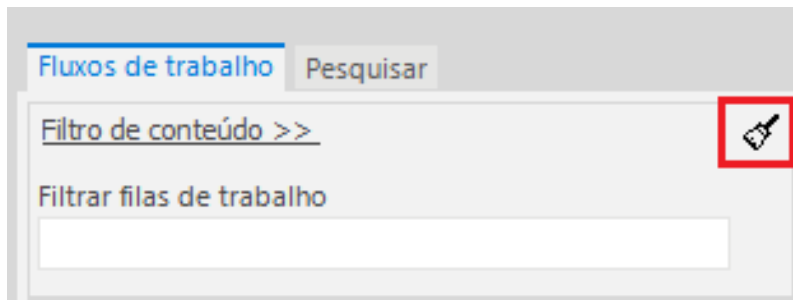 Fluxos de trabalho Pesquisar
Filtro de conteúdo >>
Filtrar filas de trabalho